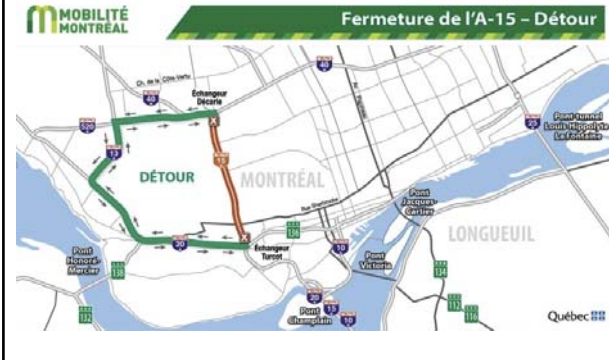 MOBILITÉ
MONTRÉAL
Fermeture de l'A-15 – Détour
Ch. de la Côte-Vertu
40
40
Échangeur
Décarie
520
13
25
Pont-tunnel
Louis-Hippolyte
La Fontaine
15
DÉTOUR
MONTRÉAL
Rue Sherbrooke
Pont
Jacques-
Cartier
LONGUEUIL
136
20
Échangeur
Turcot
10
Pont
Victoria
Pont
Honoré-
Mercier
138
134
132
20
15
10
Pont
Champlain
112
116
Québec